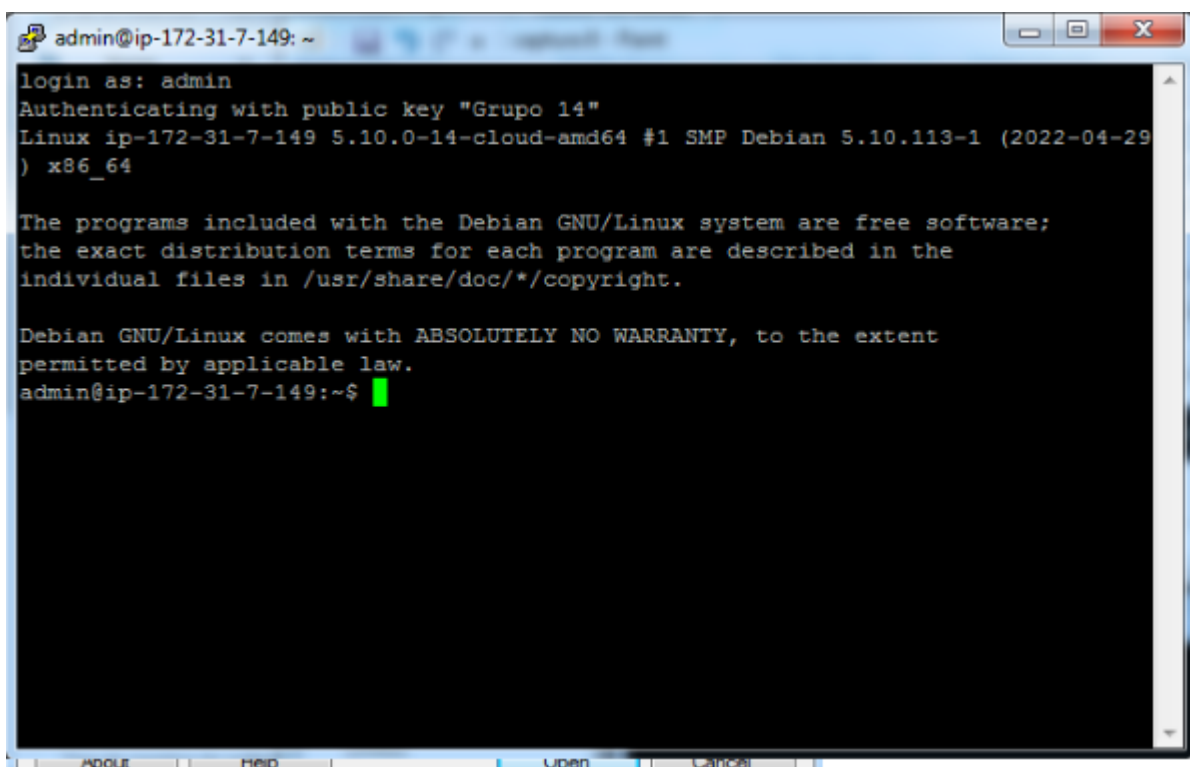 admin@ip-172-31-7-149: ~
login as: admin
Authenticating with public key "Grupo 14"
Linux ip-172-31-7-149 5.10.0-14-cloud-amd64 #1 SMP Debian 5.10.113-1 (2022-04-29
) x86_64
The programs included with the Debian GNU/Linux system are free software;
the exact distribution terms for each program are described in the
individual files in /usr/share/doc/*/copyright.
Debian GNU/Linux comes with ABSOLUTELY NO WARRANTY, to the extent
permitted by applicable law.
admin@ip-172-31-7-149:~$
About Help Open Cancel